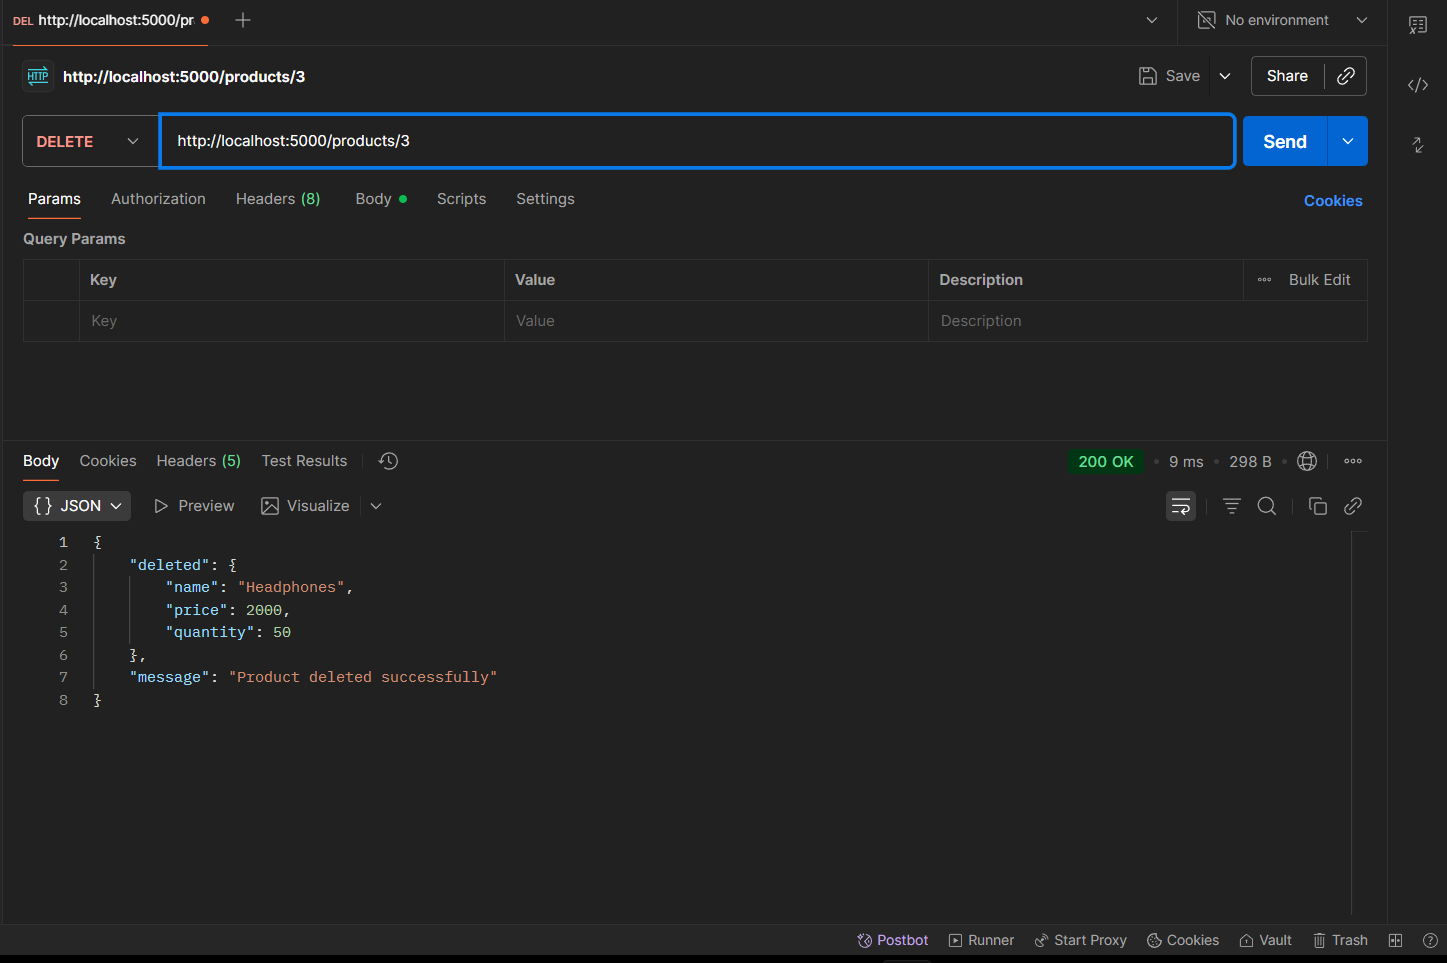 DEL http://localhost:5000/pr
No environment
HTTP http://localhost:5000/products/3
Save
Share
DELETE
http://localhost:5000/products/3
Send
Params Authorization Headers (8) Body Scripts Settings
Cookies
Query Params
Key Value Description Bulk Edit
Key Value Description
Body Cookies Headers (5) Test Results
200 OK • 9 ms • 298 B •
{} JSON Preview Visualize
1 {
2 "deleted": {
3 "name": "Headphones",
4 "price": 2000,
5 "quantity": 50
6 },
7 "message": "Product deleted successfully"
8 }
Postbot Runner Start Proxy Cookies Vault Trash